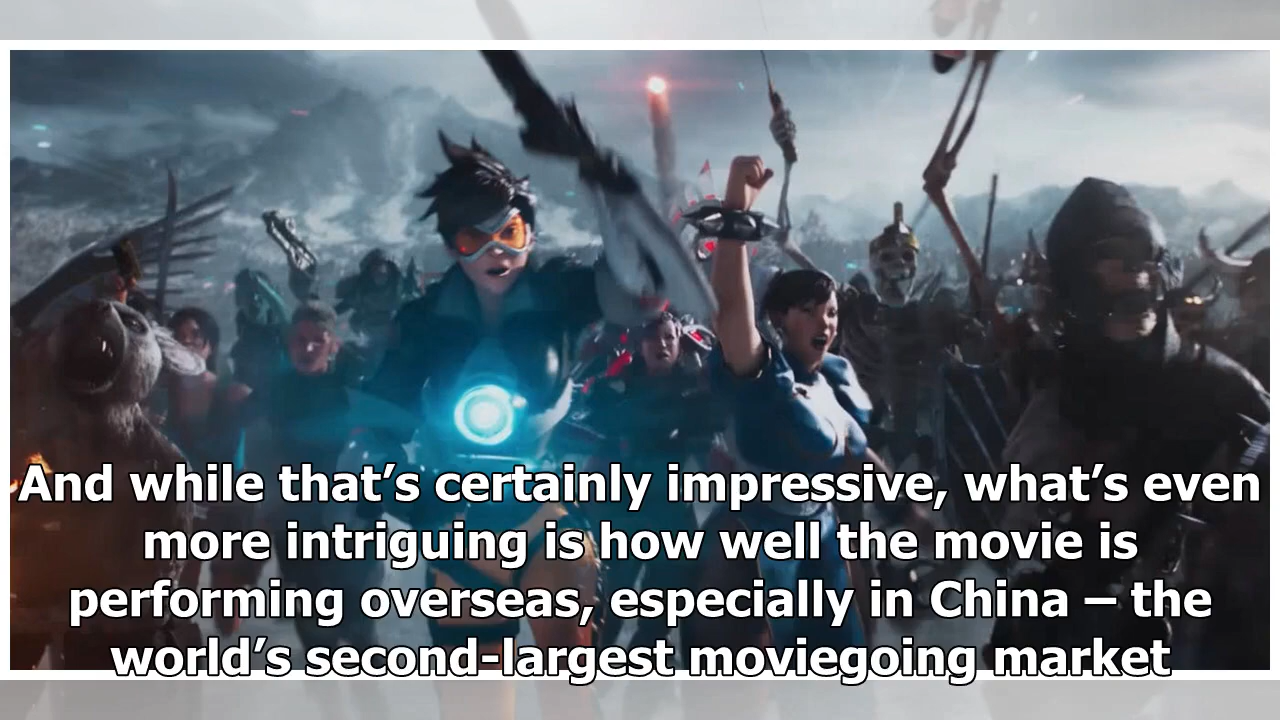 And while that’s certainly impressive, what’s even
more intriguing is how well the movie is
performing overseas, especially in China – the
world’s second-largest moviegoing market